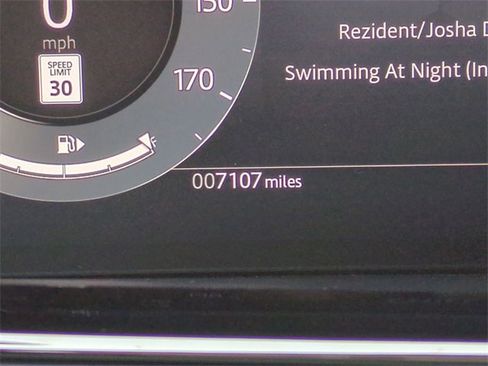 0
mph
SPEED
LIMIT
30
150
170
Rezident/Josha D
Swimming At Night (In
007107 miles